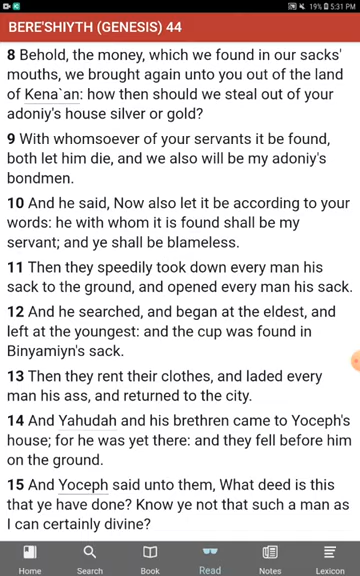 19% 5:31 PM
BERE'SHIYTH (GENESIS) 44
8 Behold, the money, which we found in our sacks'
mouths, we brought again unto you out of the land
of Kena`an: how then should we steal out of your
adoniy's house silver or gold?
9 With whomsoever of your servants it be found,
both let him die, and we also will be my adoniy's
bondmen.
10 And he said, Now also let it be according to your
words: he with whom it is found shall be my
servant; and ye shall be blameless.
11 Then they speedily took down every man his
sack to the ground, and opened every man his sack.
12 And he searched, and began at the eldest, and
left at the youngest: and the cup was found in
Binyamiyn's sack.
13 Then they rent their clothes, and laded every
man his ass, and returned to the city.
14 And Yahudah and his brethren came to Yoceph's
house; for he was yet there: and they fell before him
on the ground.
15 And Yoceph said unto them, What deed is this
that ye have done? Know ye not that such a man as
I can certainly divine?
Home Search Book Read Notes Lexicon